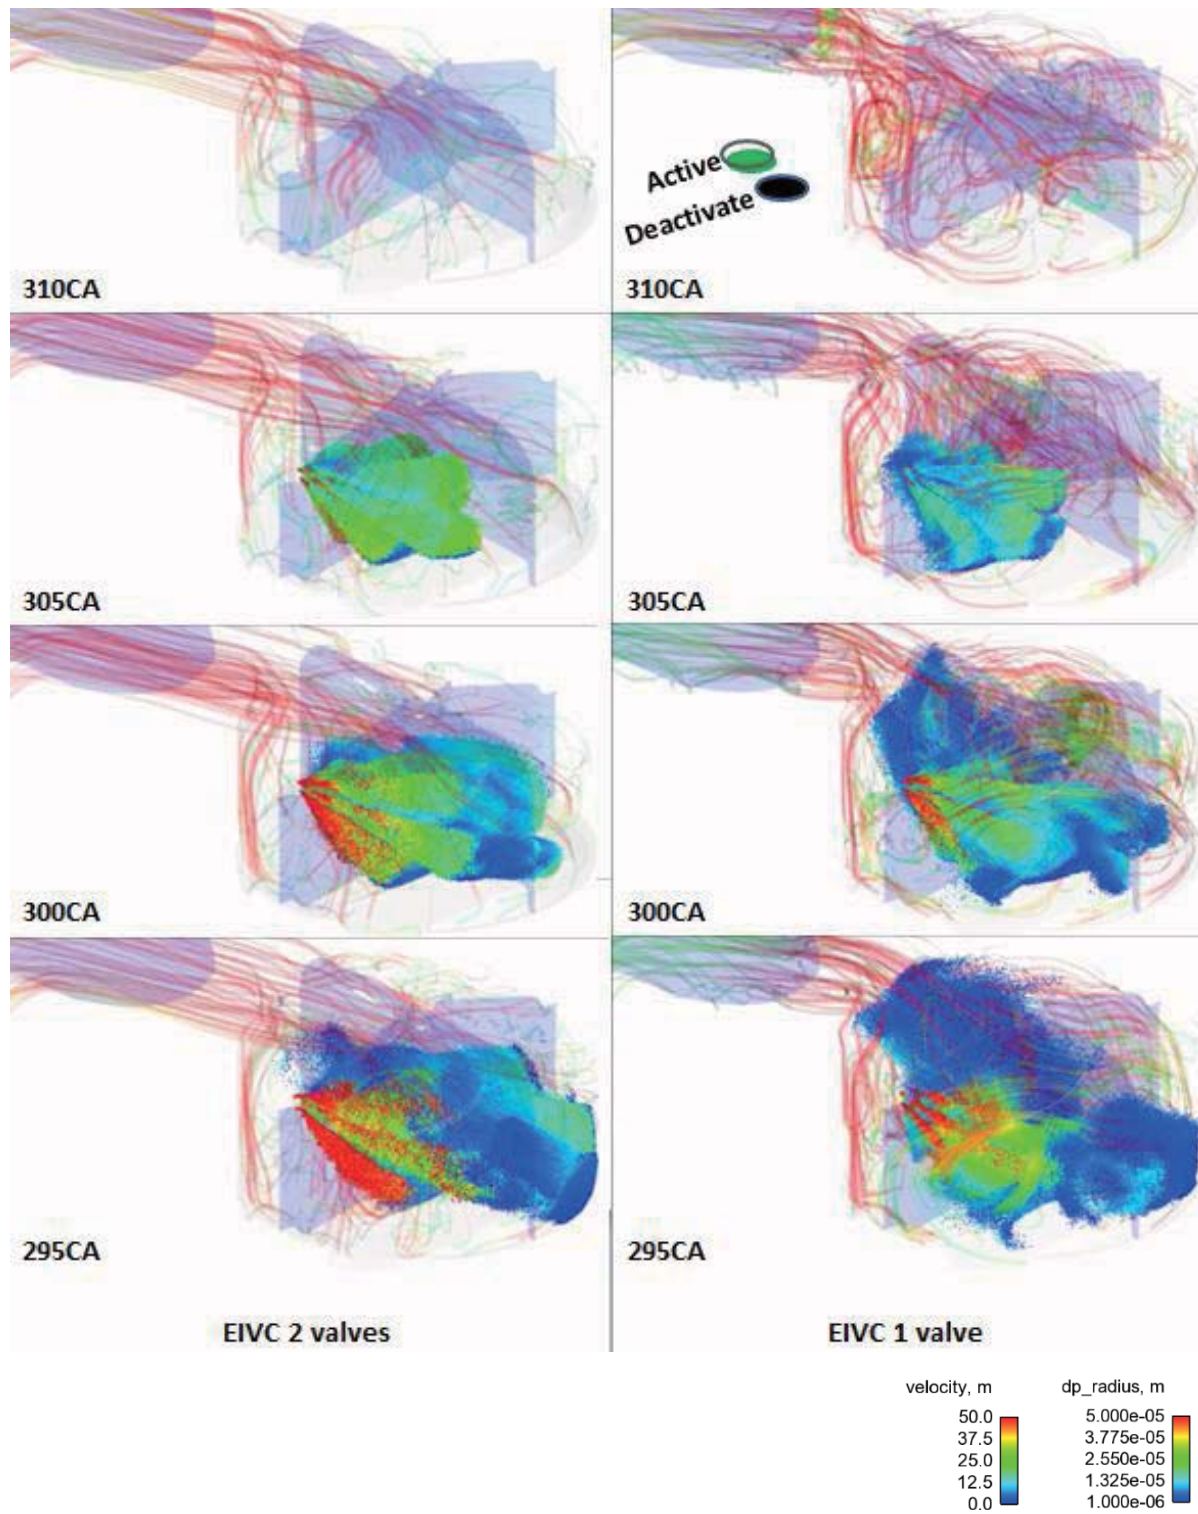 310CA
Active
Deactivate
310CA
305CA
305CA
300CA
300CA
295CA
295CA
EIVC 2 valves
EIVC 1 valve
velocity, m
50.0
37.5
25.0
12.5
0.0
dp_radius, m
5.000e-05
3.775e-05
2.550e-05
1.325e-05
1.000e-06